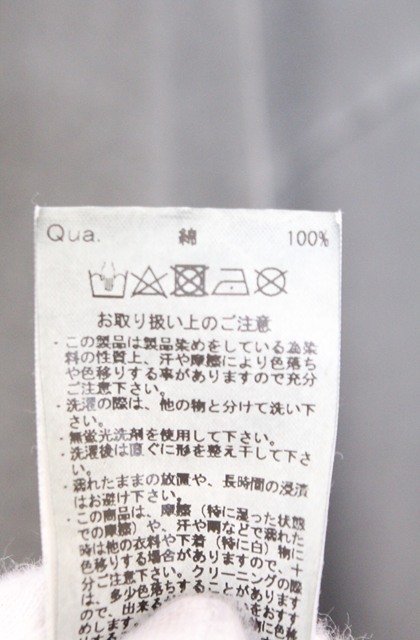 Qua. 綿 100%
お取り扱い上のご注意
・この製品は製品染めをしている為染
料の性質上、汗や摩擦により色落ち
や色移りする事がありますので充分
ご注意下さい。
・洗濯の際は、他の物と分けて洗い下
さい。
・無蛍光洗剤を使用して下さい。
・洗濯後は直ぐに形を整え干して下さ
い。
・濡れたままの放置や、長時間の浸漬
はお避け下さい。
・この商品は、摩擦（特に湿った状態
での摩擦）や、汗や雨などで濡れた
時は他の衣料や下着（特に白）物に
色移りする場合がありますので、十
分ご注意下さい。クリーニングの際
は、多少色落ちすることがあります
ので、出来る
めします。